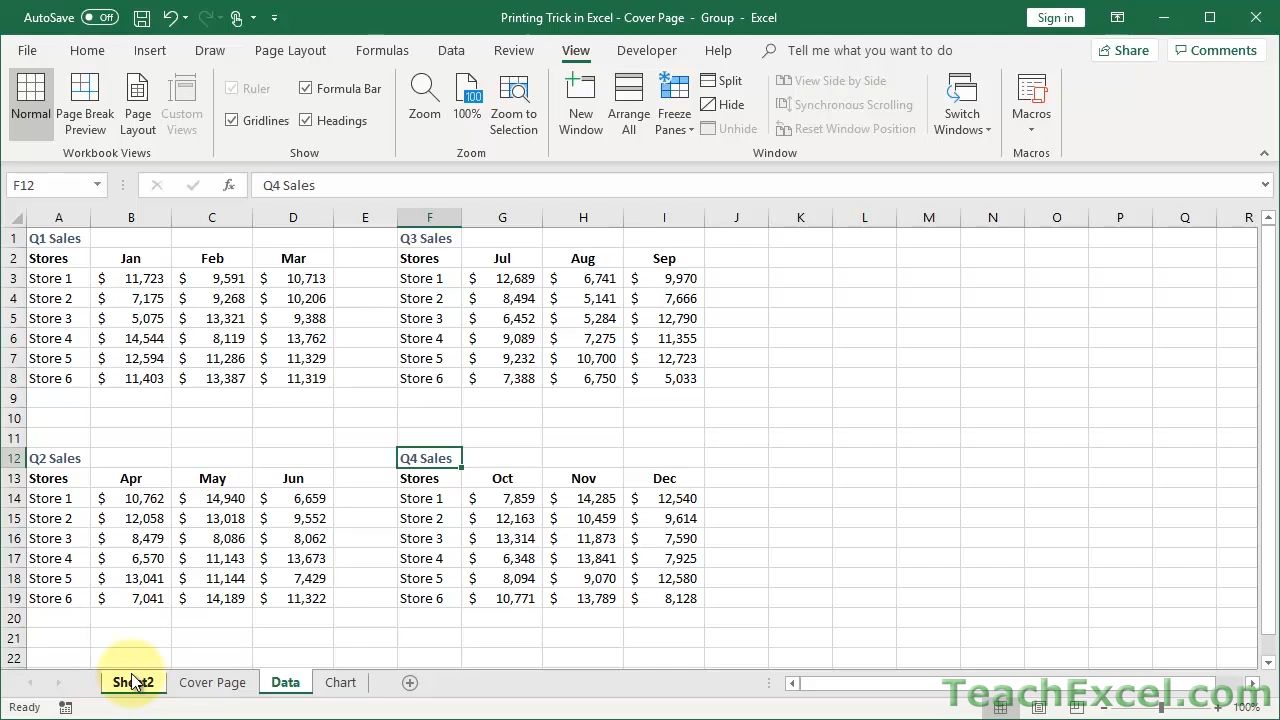 AutoSave Off
Printing Trick in Excel - Cover Page - Group - Excel
Sign in
File Home Insert Draw Page Layout Formulas Data Review View Developer Help Tell me what you want to do Share Comments
Normal
Page Break Preview
Page Layout
Custom Views
Workbook Views
Ruler
Formula Bar
Gridlines
Headings
Show
Zoom
100
100%
Zoom to Selection
Zoom
New Window
Arrange All
Freeze Panes
Split
Hide
Unhide
View Side by Side
Synchronous Scrolling
Reset Window Position
Switch Windows
Window
Macros
Macros
F12 fx Q4 Sales
A B C D E F G H I J K L M N O P Q R
1 Q1 Sales Q3 Sales
2 Stores Jan Feb Mar Stores Jul Aug Sep
3 Store 1 $ 11,723 $ 9,591 $ 10,713 Store 1 $ 12,689 $ 6,741 $ 9,970
4 Store 2 $ 7,175 $ 9,268 $ 10,206 Store 2 $ 8,494 $ 5,141 $ 7,666
5 Store 3 $ 5,075 $ 13,321 $ 9,388 Store 3 $ 6,452 $ 5,284 $ 12,790
6 Store 4 $ 14,544 $ 8,119 $ 13,762 Store 4 $ 9,089 $ 7,275 $ 11,355
7 Store 5 $ 12,594 $ 11,286 $ 11,329 Store 5 $ 9,232 $ 10,700 $ 12,723
8 Store 6 $ 11,403 $ 13,387 $ 11,319 Store 6 $ 7,388 $ 6,750 $ 5,033
9
10
11
12 Q2 Sales Q4 Sales
13 Stores Apr May Jun Stores Oct Nov Dec
14 Store 1 $ 10,762 $ 14,940 $ 6,659 Store 1 $ 7,859 $ 14,285 $ 12,540
15 Store 2 $ 12,058 $ 13,018 $ 9,552 Store 2 $ 12,163 $ 10,459 $ 9,614
16 Store 3 $ 8,479 $ 8,086 $ 8,062 Store 3 $ 13,314 $ 11,873 $ 7,590
17 Store 4 $ 6,570 $ 11,143 $ 13,673 Store 4 $ 6,348 $ 13,841 $ 7,925
18 Store 5 $ 13,041 $ 11,144 $ 7,429 Store 5 $ 8,094 $ 9,070 $ 12,580
19 Store 6 $ 7,041 $ 14,189 $ 11,322 Store 6 $ 10,771 $ 13,789 $ 8,128
20
21
22
Sheet2 Cover Page Data Chart
TeachExcel.com
Ready 100%